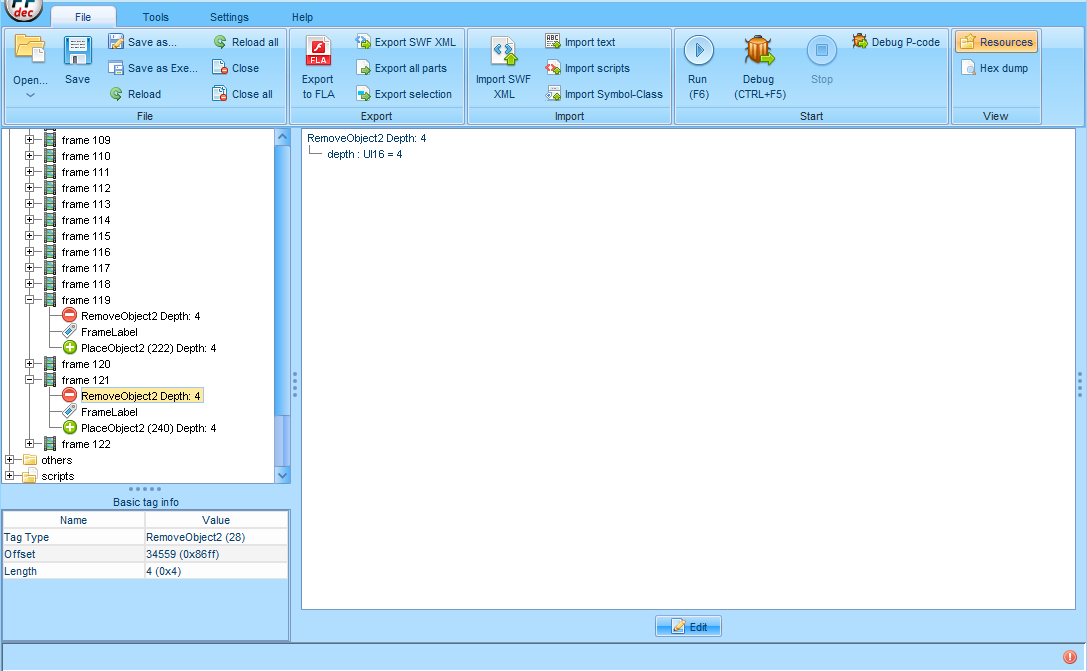 FF
dec
File Tools Settings Help
Open... Save Save as... Save as Exe... Reload Reload all Close Close all
File
Export to FLA Export SWF XML Export all parts Export selection
Export
Import SWF XML Import text Import scripts Import Symbol-Class
Import
Run (F6) Debug (CTRL+F5) Stop Debug P-code
Start
Resources Hex dump
View
FLA
frame 109
frame 110
frame 111
frame 112
frame 113
frame 114
frame 115
frame 116
frame 117
frame 118
frame 119
RemoveObject2 Depth: 4
FrameLabel
PlaceObject2 (222) Depth: 4
frame 120
frame 121
RemoveObject2 Depth: 4
FrameLabel
PlaceObject2 (240) Depth: 4
frame 122
others
scripts
Basic tag info
Name Value
Tag Type RemoveObject2 (28)
Offset 34559 (0x86ff)
Length 4 (0x4)
RemoveObject2 Depth: 4
depth : UI16 = 4
Edit